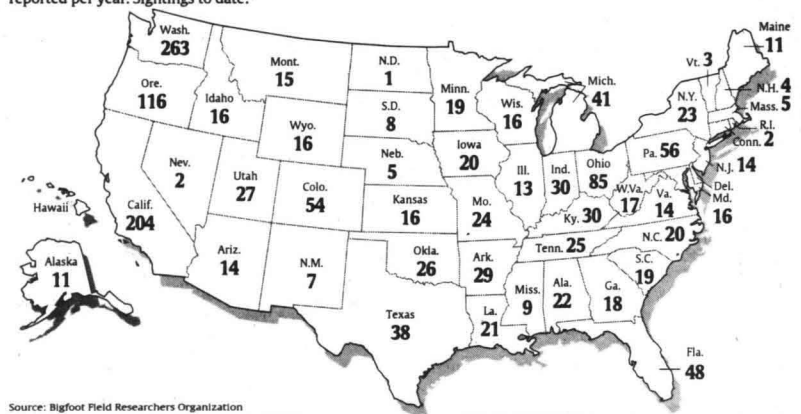 reported per year. Sightings to date:
Wash.
263
Ore.
116
Idaho
16
Mont.
15
N.D.
1
S.D.
8
Wyo.
16
Neb.
5
Nev.
2
Utah
27
Colo.
54
Kansas
16
Calif.
204
Ariz.
14
N.M.
7
Okla.
26
Texas
38
Minn.
19
Iowa
20
Mo.
24
Ark.
29
La.
21
Wis.
16
Ill.
13
Mich.
41
Ind.
30
Ohio
85
Ky. 30
Tenn. 25
Miss.
9
Ala.
22
Ga.
18
Fla.
48
S.C.
19
N.C. 20
Va.
14
W.Va.
17
Pa. 56
N.Y.
23
Vt. 3
Maine
11
N.H. 4
Mass. 5
R.I.
Conn. 2
N.J. 14
Del.
Md.
16
Hawaii
Alaska
11
Source: Bigfoot Field Researchers Organization